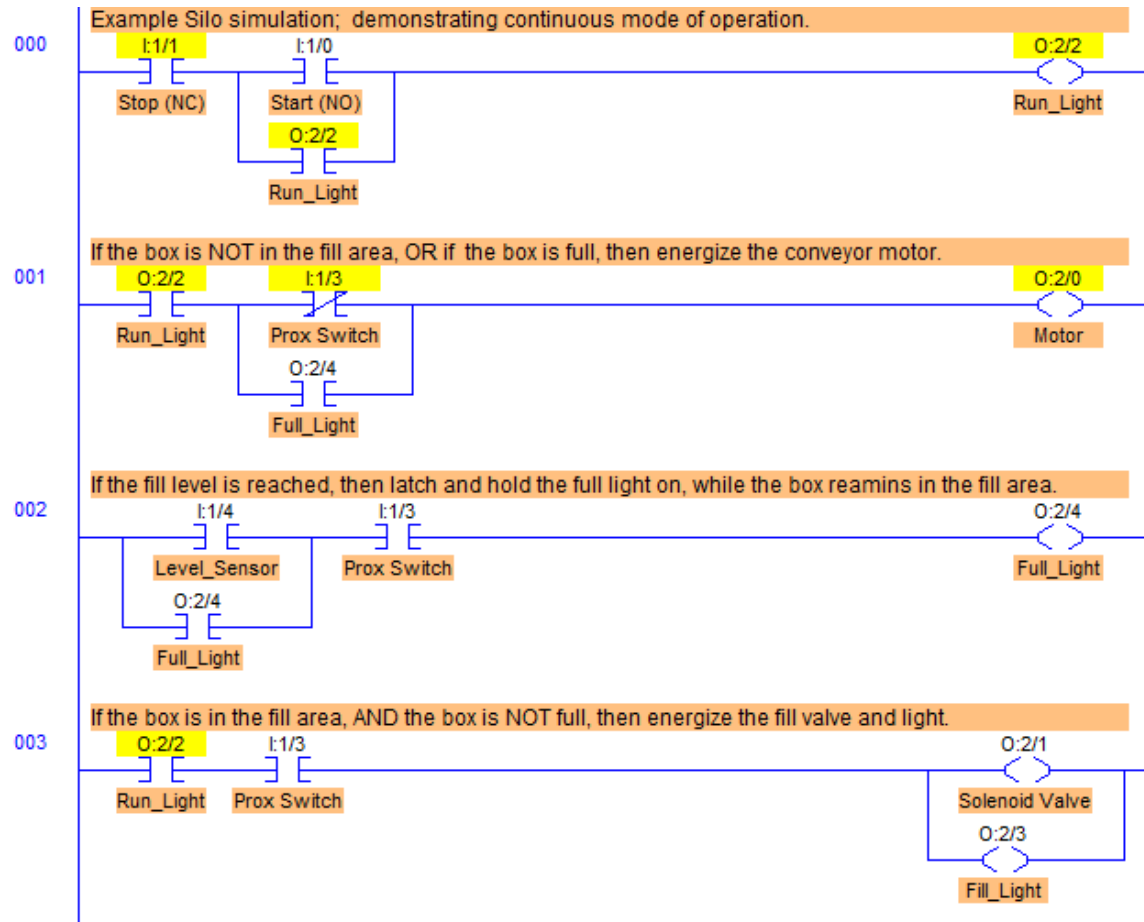 Example Silo simulation; demonstrating continuous mode of operation.
000
I:1/1 I:1/0 O:2/2
Stop (NC) Start (NO) Run_Light
O:2/2
Run_Light
If the box is NOT in the fill area, OR if the box is full, then energize the conveyor motor.
001
O:2/2 I:1/3 O:2/0
Run_Light Prox Switch Motor
O:2/4
Full_Light
If the fill level is reached, then latch and hold the full light on, while the box reamins in the fill area.
002
I:1/4 I:1/3 O:2/4
Level_Sensor Prox Switch Full_Light
O:2/4
Full_Light
If the box is in the fill area, AND the box is NOT full, then energize the fill valve and light.
003
O:2/2 I:1/3 O:2/1
Run_Light Prox Switch Solenoid Valve
O:2/3
Fill_Light